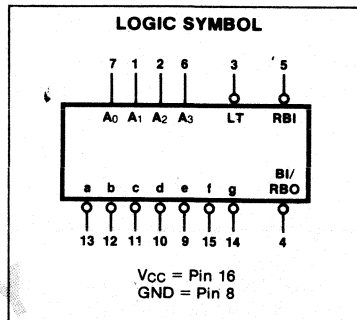 LOGIC SYMBOL
7 1 2 6 3 5
A0 A1 A2 A3 LT RBI
BI/
a b c d e f g RBO
13 12 11 10 9 15 14 4
VCC = Pin 16
GND = Pin 8